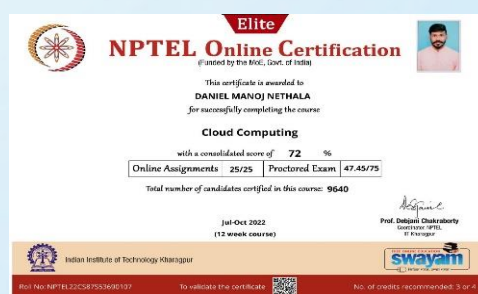 Elite
NPTEL Online Certification
(Funded by the MoE, Govt. of India)
This certificate is awarded to
DANIEL MANOJ NETHALA
for successfully completing the course
Cloud Computing
with a consolidated score of 72 %
Online Assignments 25/25 Proctored Exam 47.45/75
Total number of candidates certified in this course: 9640
Jul-Oct 2022
(12 week course)
Prof. Debjani Chakraborty
Coordinator NPTEL
IIT Kharagpur
Indian Institute of Technology Kharagpur
swayam
Roll No: NPTEL22CS87S53690107 To validate the certificate No. of credits recommended: 3 or 4